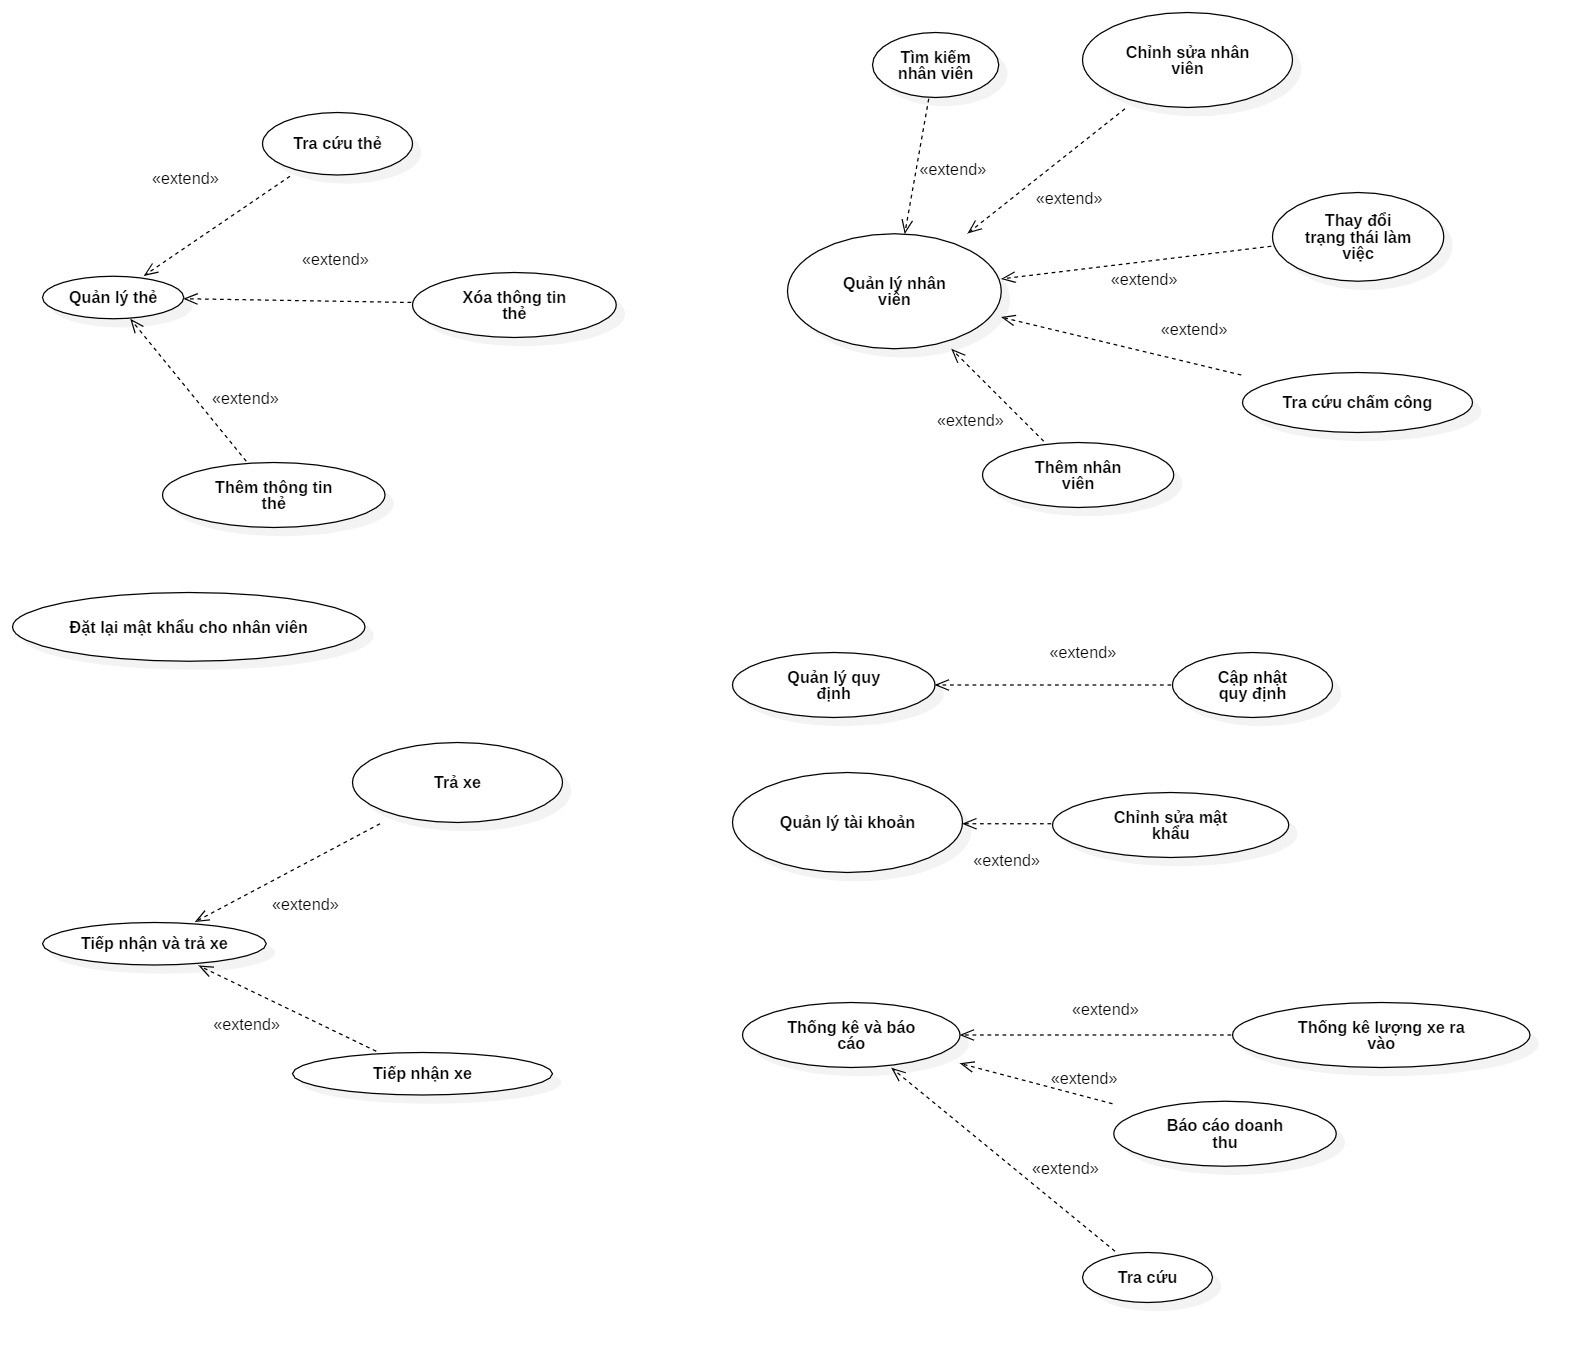 Tìm kiếm
nhân viên
Chỉnh sửa nhân
viên
Tra cứu thẻ
«extend»
«extend»
«extend»
Thay đổi
trạng thái làm
việc
«extend»
«extend»
Quản lý thẻ
Xóa thông tin
thẻ
Quản lý nhân
viên
«extend»
Tra cứu chấm công
«extend»
«extend»
Thêm nhân
viên
Thêm thông tin
thẻ
Đặt lại mật khẩu cho nhân viên
«extend»
Quản lý quy
định
Cập nhật
quy định
Trả xe
Quản lý tài khoản
Chỉnh sửa mật
khẩu
«extend»
«extend»
Tiếp nhận và trả xe
«extend»
Tiếp nhận xe
«extend»
Thống kê và báo
cáo
Thống kê lượng xe ra
vào
«extend»
Báo cáo doanh
thu
«extend»
Tra cứu